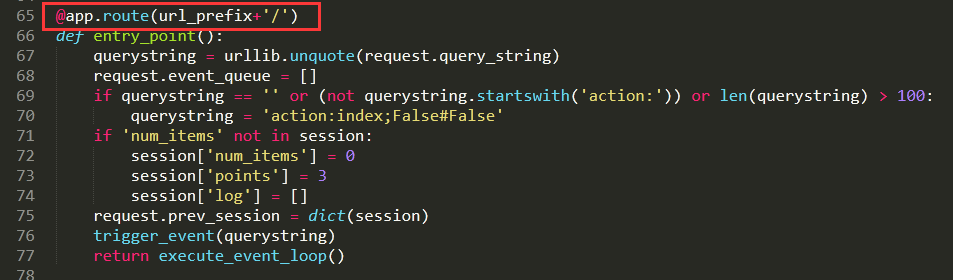 65 @app.route(url_prefix+'/')
66 def entry_point():
67     querystring = urllib.unquote(request.query_string)
68     request.event_queue = []
69     if querystring == '' or (not querystring.startswith('action:')) or len(querystring) > 100:
70         querystring = 'action:index;False#False'
71     if 'num_items' not in session:
72         session['num_items'] = 0
73         session['points'] = 3
74         session['log'] = []
75     request.prev_session = dict(session)
76     trigger_event(querystring)
77     return execute_event_loop()
78